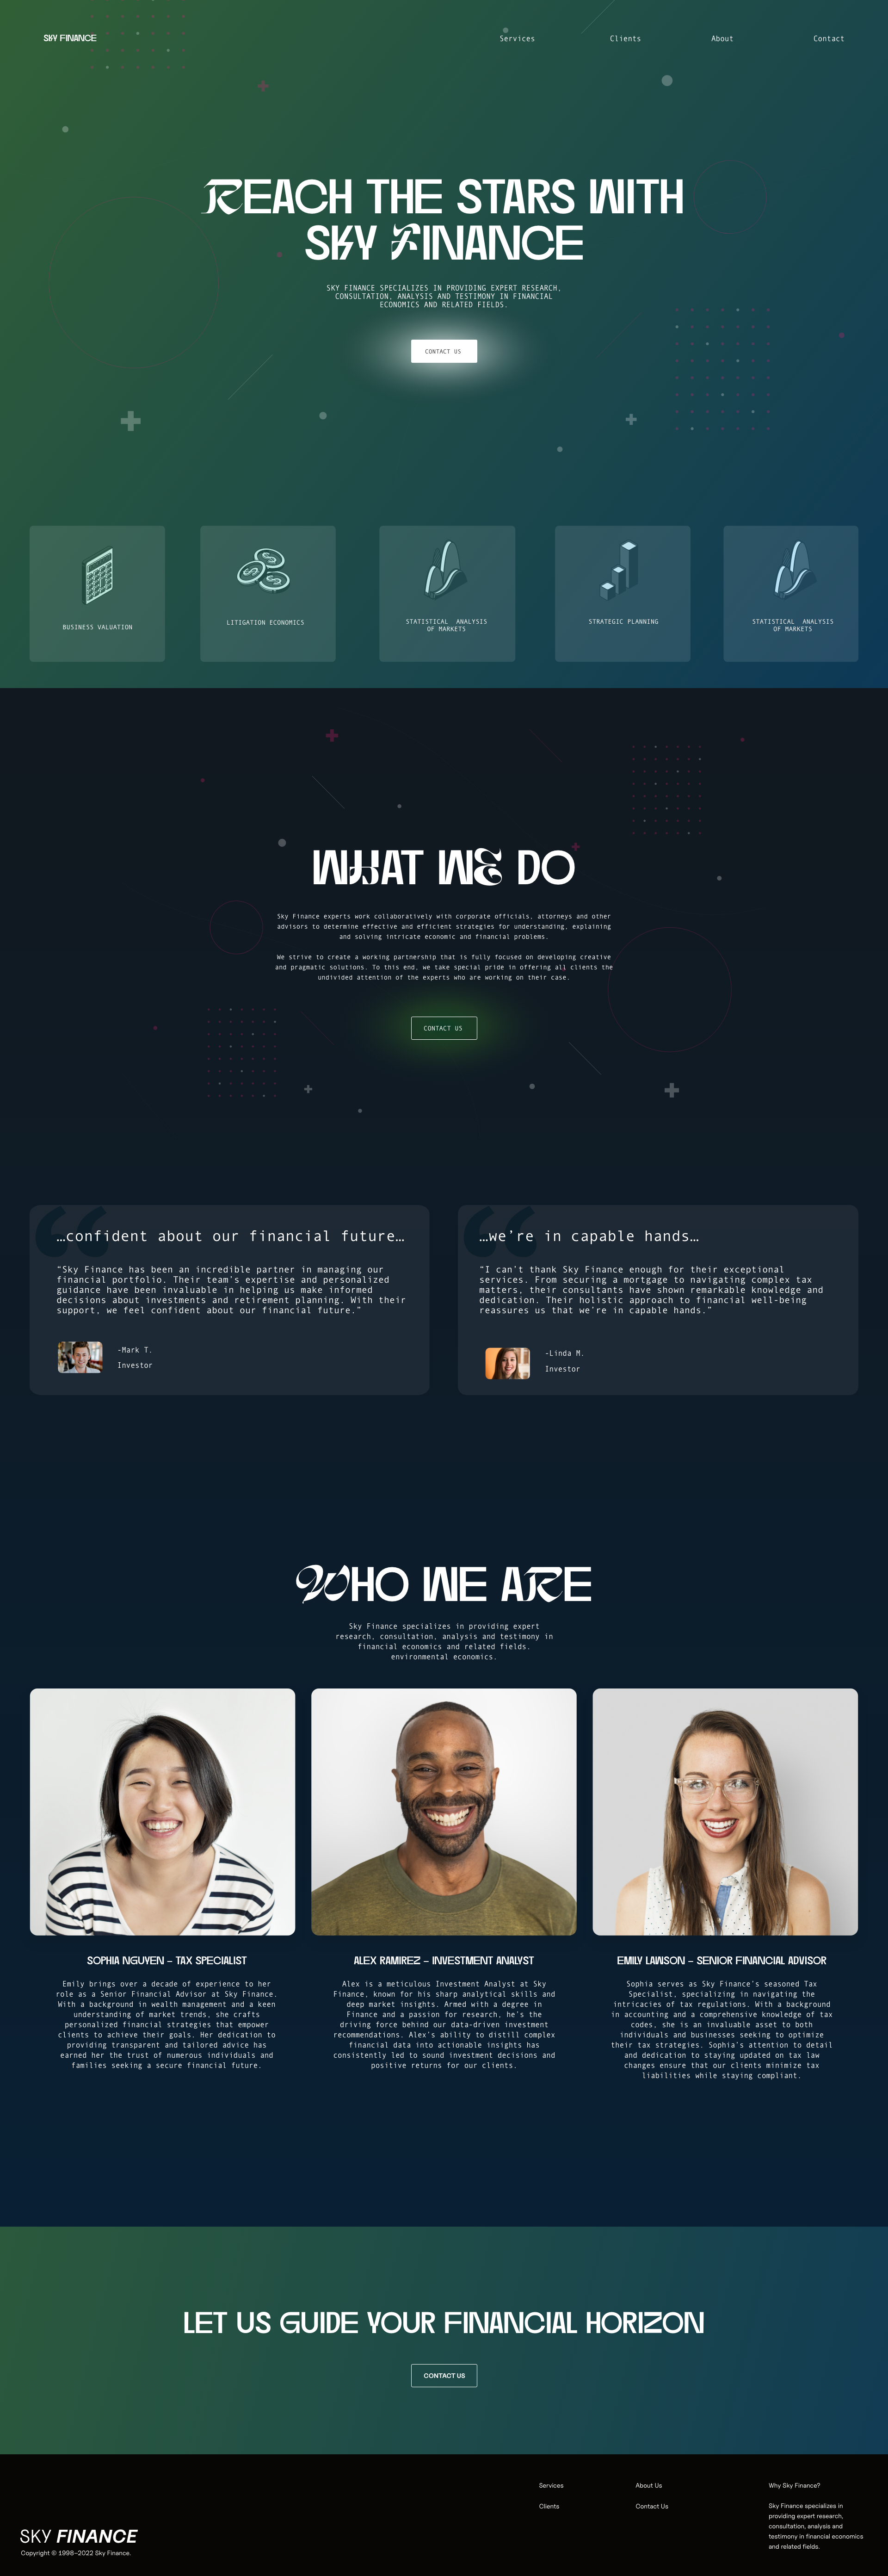 SKY FINANCE
Services
Clients
About
Contact
REACH THE STARS WITH
SKY FINANCE
SKY FINANCE SPECIALIZES IN PROVIDING EXPERT RESEARCH,
CONSULTATION, ANALYSIS AND TESTIMONY IN FINANCIAL
ECONOMICS AND RELATED FIELDS.
CONTACT US
BUSINESS VALUATION
LITIGATION ECONOMICS
STATISTICAL ANALYSIS
OF MARKETS
STRATEGIC PLANNING
STATISTICAL ANALYSIS
OF MARKETS
WHAT WE DO
Sky Finance experts work collaboratively with corporate officials, attorneys and other
advisors to determine effective and efficient strategies for understanding, explaining
and solving intricate economic and financial problems.
We strive to create a working partnership that is fully focused on developing creative
and pragmatic solutions. To this end, we take special pride in offering all clients the
undivided attention of the experts who are working on their case.
CONTACT US
“
…confident about our financial future…
“Sky Finance has been an incredible partner in managing our
financial portfolio. Their team's expertise and personalized
guidance have been invaluable in helping us make informed
decisions about investments and retirement planning. With their
support, we feel confident about our financial future.”
-Mark T.
Investor
“
…we're in capable hands…
“I can't thank Sky Finance enough for their exceptional
services. From securing a mortgage to navigating complex tax
matters, their consultants have shown remarkable knowledge and
dedication. Their holistic approach to financial well-being
reassures us that we're in capable hands.”
-Linda M.
Investor
WHO WE ARE
Sky Finance specializes in providing expert
research, consultation, analysis and testimony in
financial economics and related fields.
environmental economics.
SOPHIA NGUYEN – TAX SPECIALIST
Emily brings over a decade of experience to her
role as a Senior Financial Advisor at Sky Finance.
With a background in wealth management and a keen
understanding of market trends, she crafts
personalized financial strategies that empower
clients to achieve their goals. Her dedication to
providing transparent and tailored advice has
earned her the trust of numerous individuals and
families seeking a secure financial future.
ALEX RAMIREZ – INVESTMENT ANALYST
Alex is a meticulous Investment Analyst at Sky
Finance, known for his sharp analytical skills and
deep market insights. Armed with a degree in
Finance and a passion for research, he's the
driving force behind our data-driven investment
recommendations. Alex's ability to distill complex
financial data into actionable insights has
consistently led to sound investment decisions and
positive returns for our clients.
EMILY LAWSON – SENIOR FINANCIAL ADVISOR
Sophia serves as Sky Finance's seasoned Tax
Specialist, specializing in navigating the
intricacies of tax regulations. With a background
in accounting and a comprehensive knowledge of tax
codes, she is an invaluable asset to both
individuals and businesses seeking to optimize
their tax strategies. Sophia's attention to detail
and dedication to staying updated on tax law
changes ensure that our clients minimize tax
liabilities while staying compliant.
LET US GUIDE YOUR FINANCIAL HORIZON
CONTACT US
SKY FINANCE
Copyright © 1998-2022 Sky Finance.
Services
Clients
About Us
Contact Us
Why Sky Finance?
Sky Finance specializes in
providing expert research,
consultation, analysis and
testimony in financial economics
and related fields.